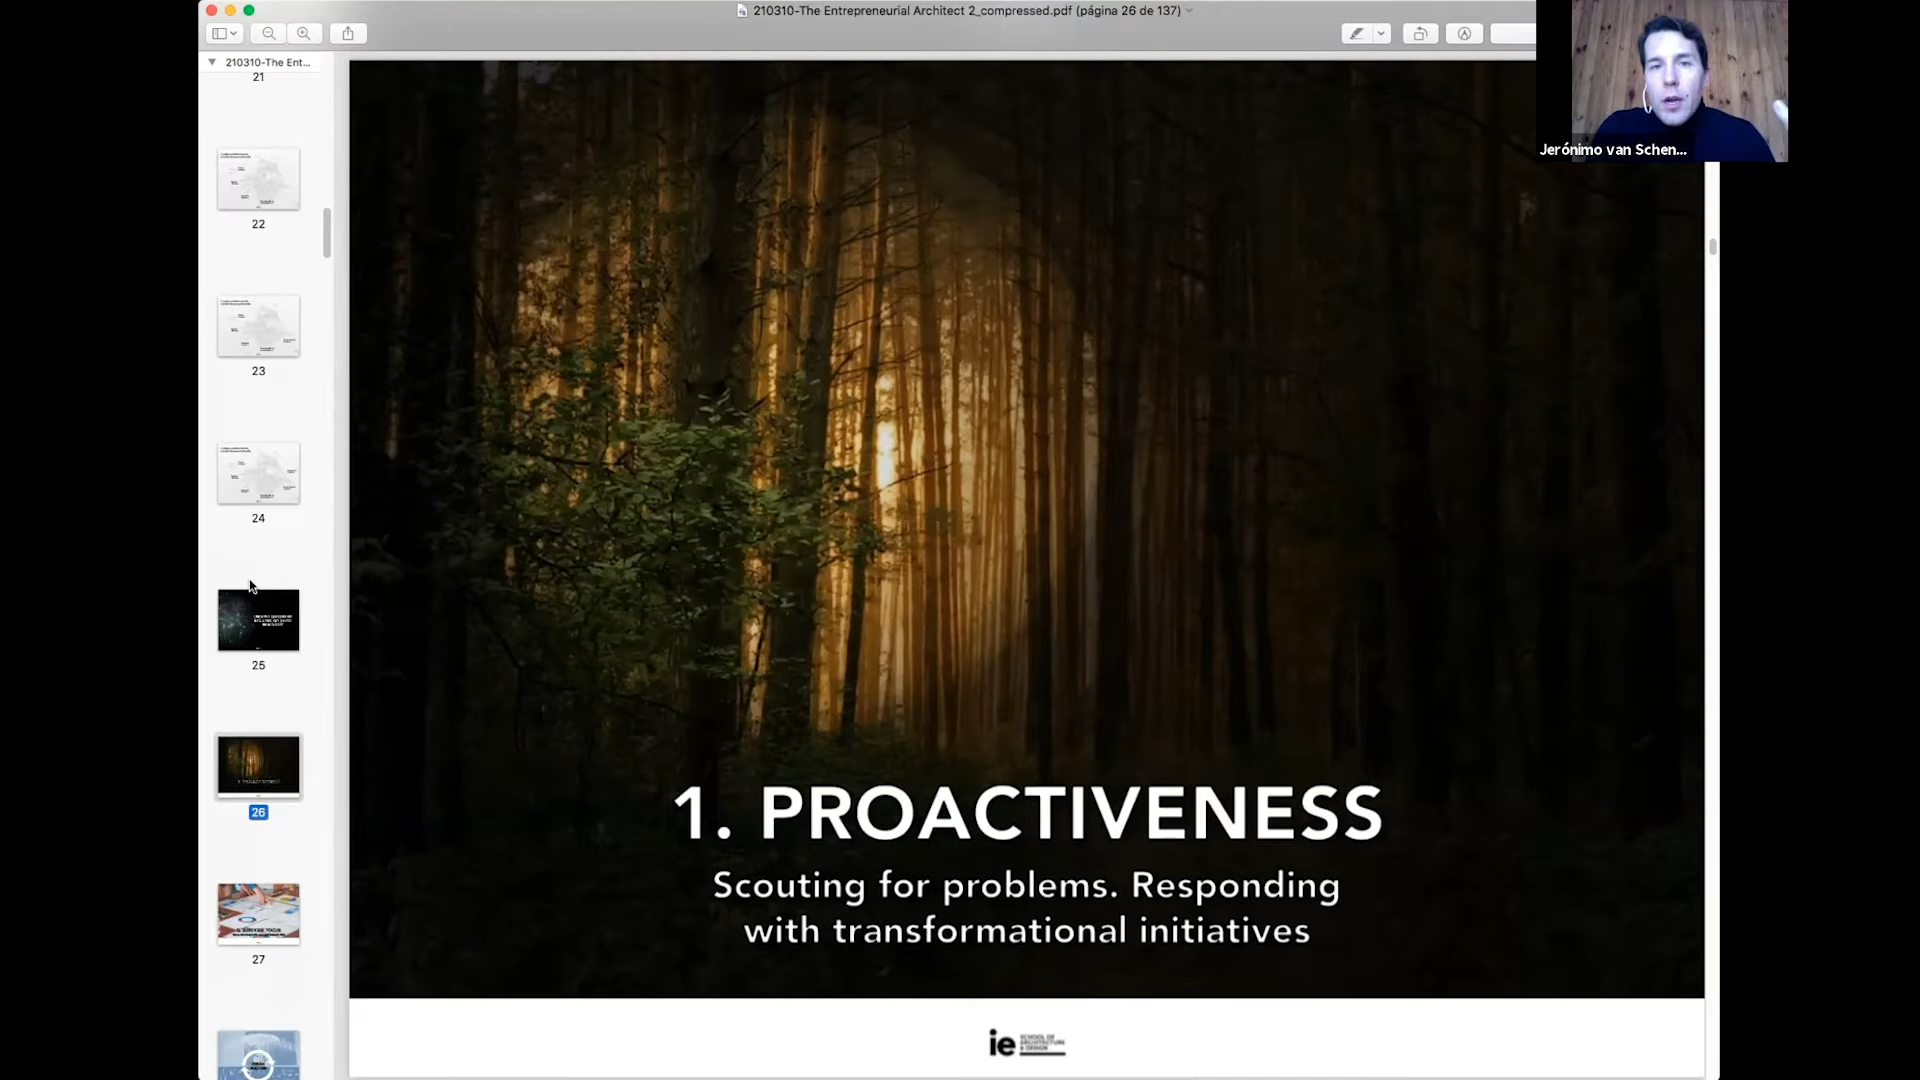 210310-The Entrepreneurial Architect 2_compressed.pdf (página 26 de 137)
210310-The Ent...
21
22
23
24
25
26
27
Jerónimo van Schen...
1. PROACTIVENESS
Scouting for problems. Responding
with transformational initiatives
ie SCHOOL OF
ARCHITECTURE
& DESIGN